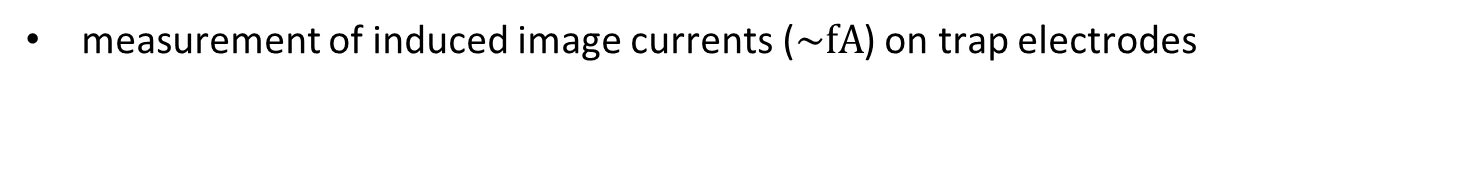 • measurement of induced image currents (~fA) on trap electrodes